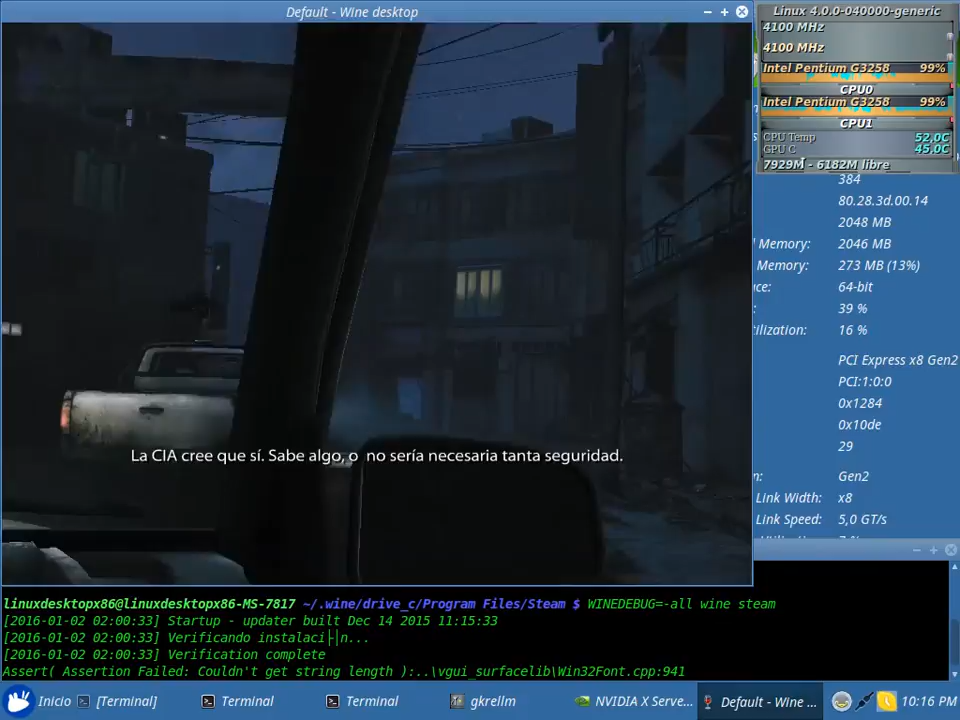 Default - Wine desktop
Linux 4.0.0-040000-generic
4100 MHz
4100 MHz
Intel Pentium G3258 99%
CPU0
Intel Pentium G3258 99%
CPU1
CPU Temp 52.0C
GPU C 45.0C
7929M - 6182M libre
384
80.28.3d.00.14
2048 MB
Memory: 2046 MB
Memory: 273 MB (13%)
ce: 64-bit
: 39 %
tilization: 16 %
PCI Express x8 Gen2
PCI:1:0:0
0x1284
0x10de
29
n: Gen2
Link Width: x8
Link Speed: 5,0 GT/s
La CIA cree que sí. Sabe algo, o no sería necesaria tanta seguridad.
linuxdesktopx86@linuxdesktopx86-MS-7817 ~/.wine/drive_c/Program Files/Steam $ WINEDEBUG=-all wine steam
[2016-01-02 02:00:33] Startup - updater built Dec 14 2015 11:15:33
[2016-01-02 02:00:33] Verificando instalaci├│n...
[2016-01-02 02:00:33] Verification complete
Assert( Assertion Failed: Couldn't get string length ):..\vgui_surfacelib\Win32Font.cpp:941
Inicio [Terminal] Terminal Terminal gkrellm NVIDIA X Serve... Default - Wine ... 10:16 PM